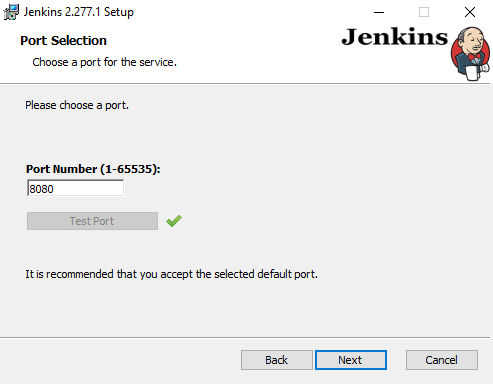 Jenkins 2.277.1 Setup
Port Selection
Choose a port for the service.
Jenkins
Please choose a port.
Port Number (1-65535):
8080
Test Port
It is recommended that you accept the selected default port.
Back Next Cancel